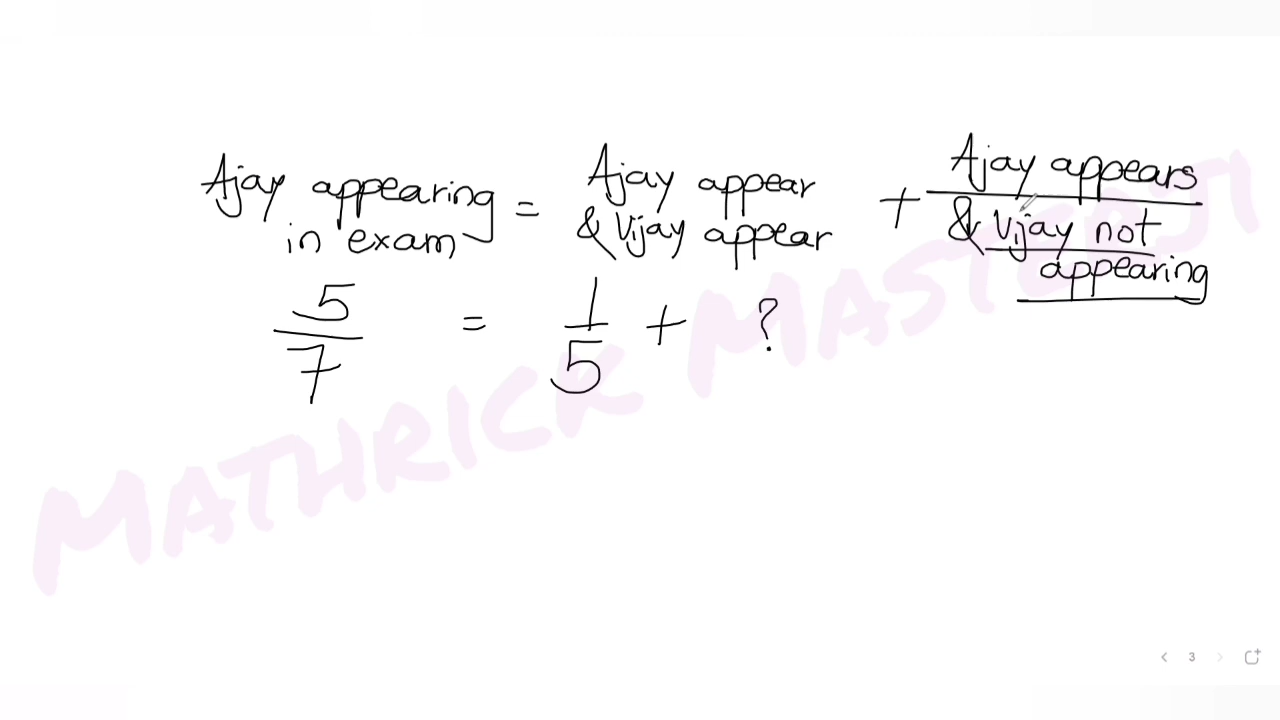 Ajay appearing in exam = Ajay appear & Vijay appear + Ajay appears & Vijay not appearing
5/7 = 1/5 + ?
MATHRICK MASTERJI
3